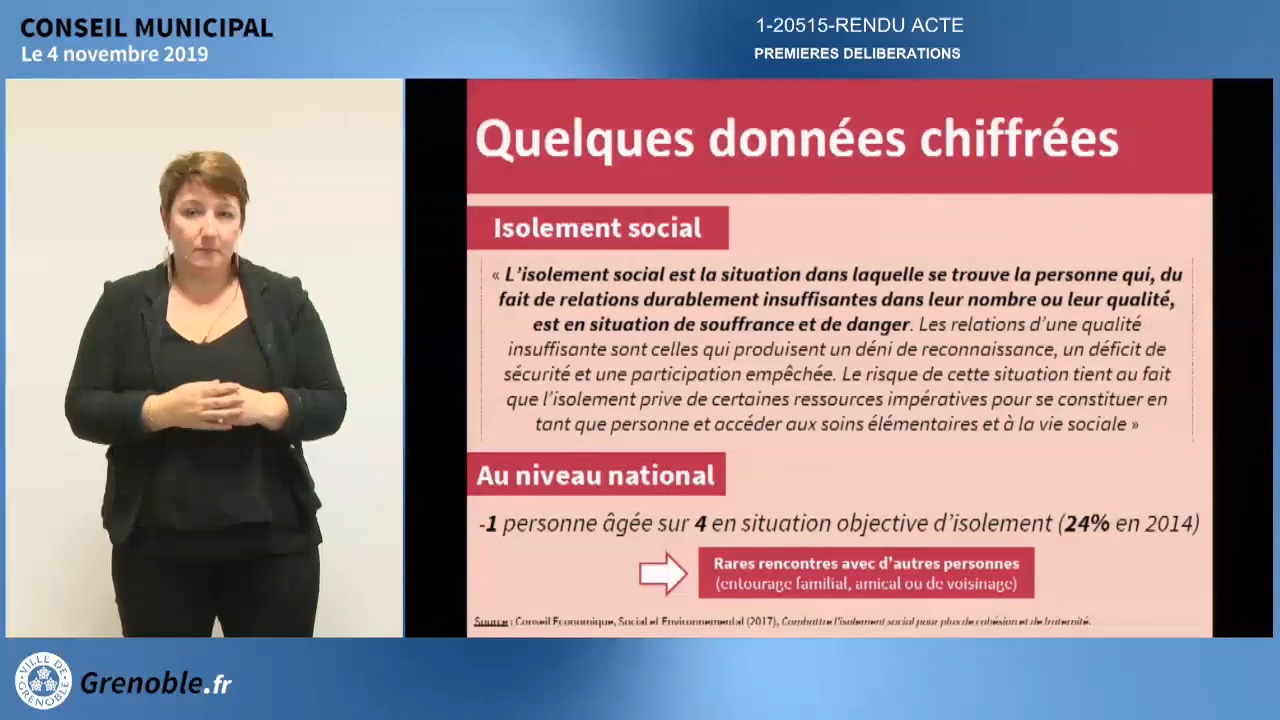 CONSEIL MUNICIPAL
Le 4 novembre 2019
1-20515-RENDU ACTE
PREMIERES DELIBERATIONS
Quelques données chiffrées
Isolement social
« L'isolement social est la situation dans laquelle se trouve la personne qui, du
fait de relations durablement insuffisantes dans leur nombre ou leur qualité,
est en situation de souffrance et de danger. Les relations d'une qualité
insuffisante sont celles qui produisent un déni de reconnaissance, un déficit de
sécurité et une participation empêchée. Le risque de cette situation tient au fait
que l'isolement prive de certaines ressources impératives pour se constituer en
tant que personne et accéder aux soins élémentaires et à la vie sociale »
Au niveau national
-1 personne âgée sur 4 en situation objective d'isolement (24% en 2014)
Rares rencontres avec d'autres personnes
(entourage familial, amical ou de voisinage)
Source : Conseil Economique, Social et Environnemental (2017), Combattre l'isolement social pour plus de cohésion et de fraternité.
VILLE DE GRENOBLE
Grenoble.fr